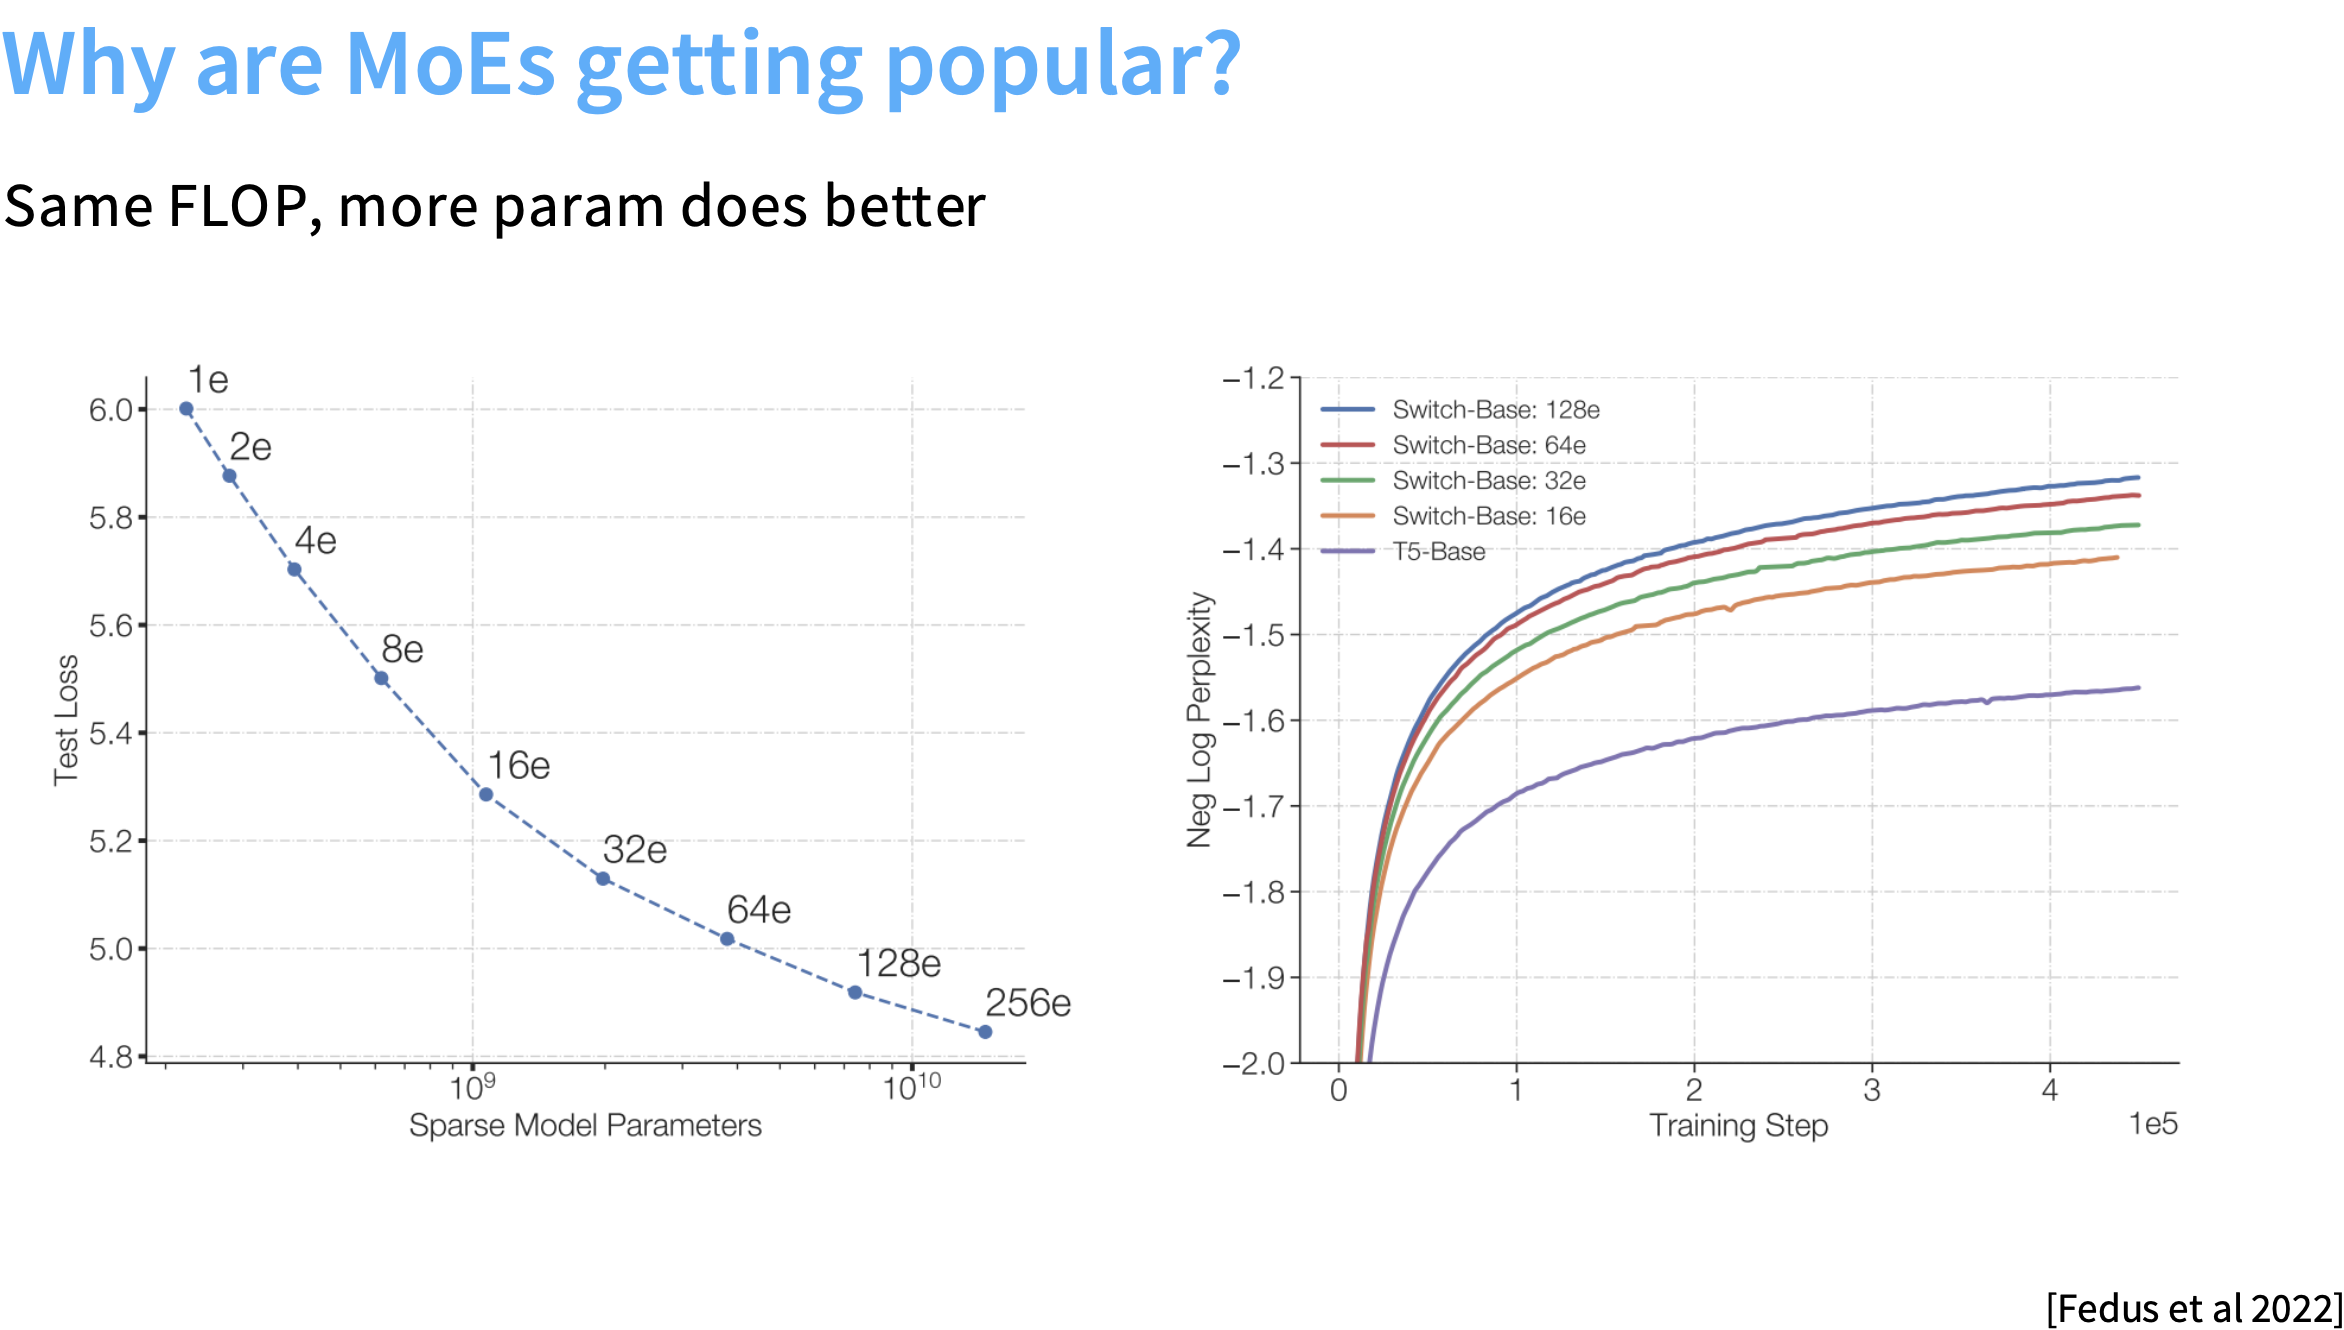 Why are MoEs getting popular?
Same FLOP, more param does better
Test Loss
6.0
5.8
5.6
5.4
5.2
5.0
4.8
1e
2e
4e
8e
16e
32e
64e
128e
256e
10⁹
10¹⁰
Sparse Model Parameters
Neg Log Perplexity
−1.2
−1.3
−1.4
−1.5
−1.6
−1.7
−1.8
−1.9
−2.0
Switch-Base: 128e
Switch-Base: 64e
Switch-Base: 32e
Switch-Base: 16e
T5-Base
0
1
2
3
4
Training Step
1e5
[Fedus et al 2022]